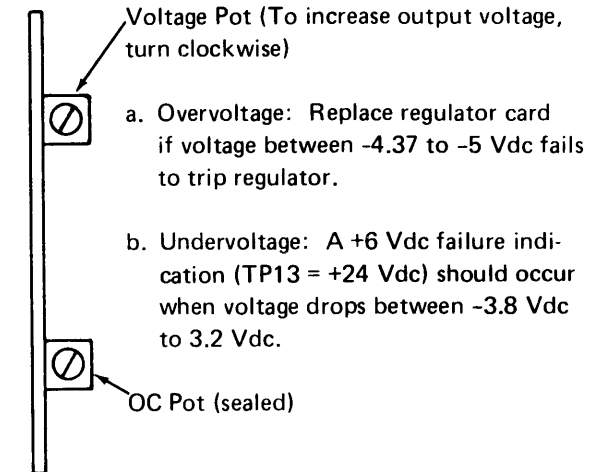 Voltage Pot (To increase output voltage,
turn clockwise)
a. Overvoltage: Replace regulator card
if voltage between -4.37 to -5 Vdc fails
to trip regulator.
b. Undervoltage: A +6 Vdc failure indi-
cation (TP13 = +24 Vdc) should occur
when voltage drops between -3.8 Vdc
to 3.2 Vdc.
OC Pot (sealed)